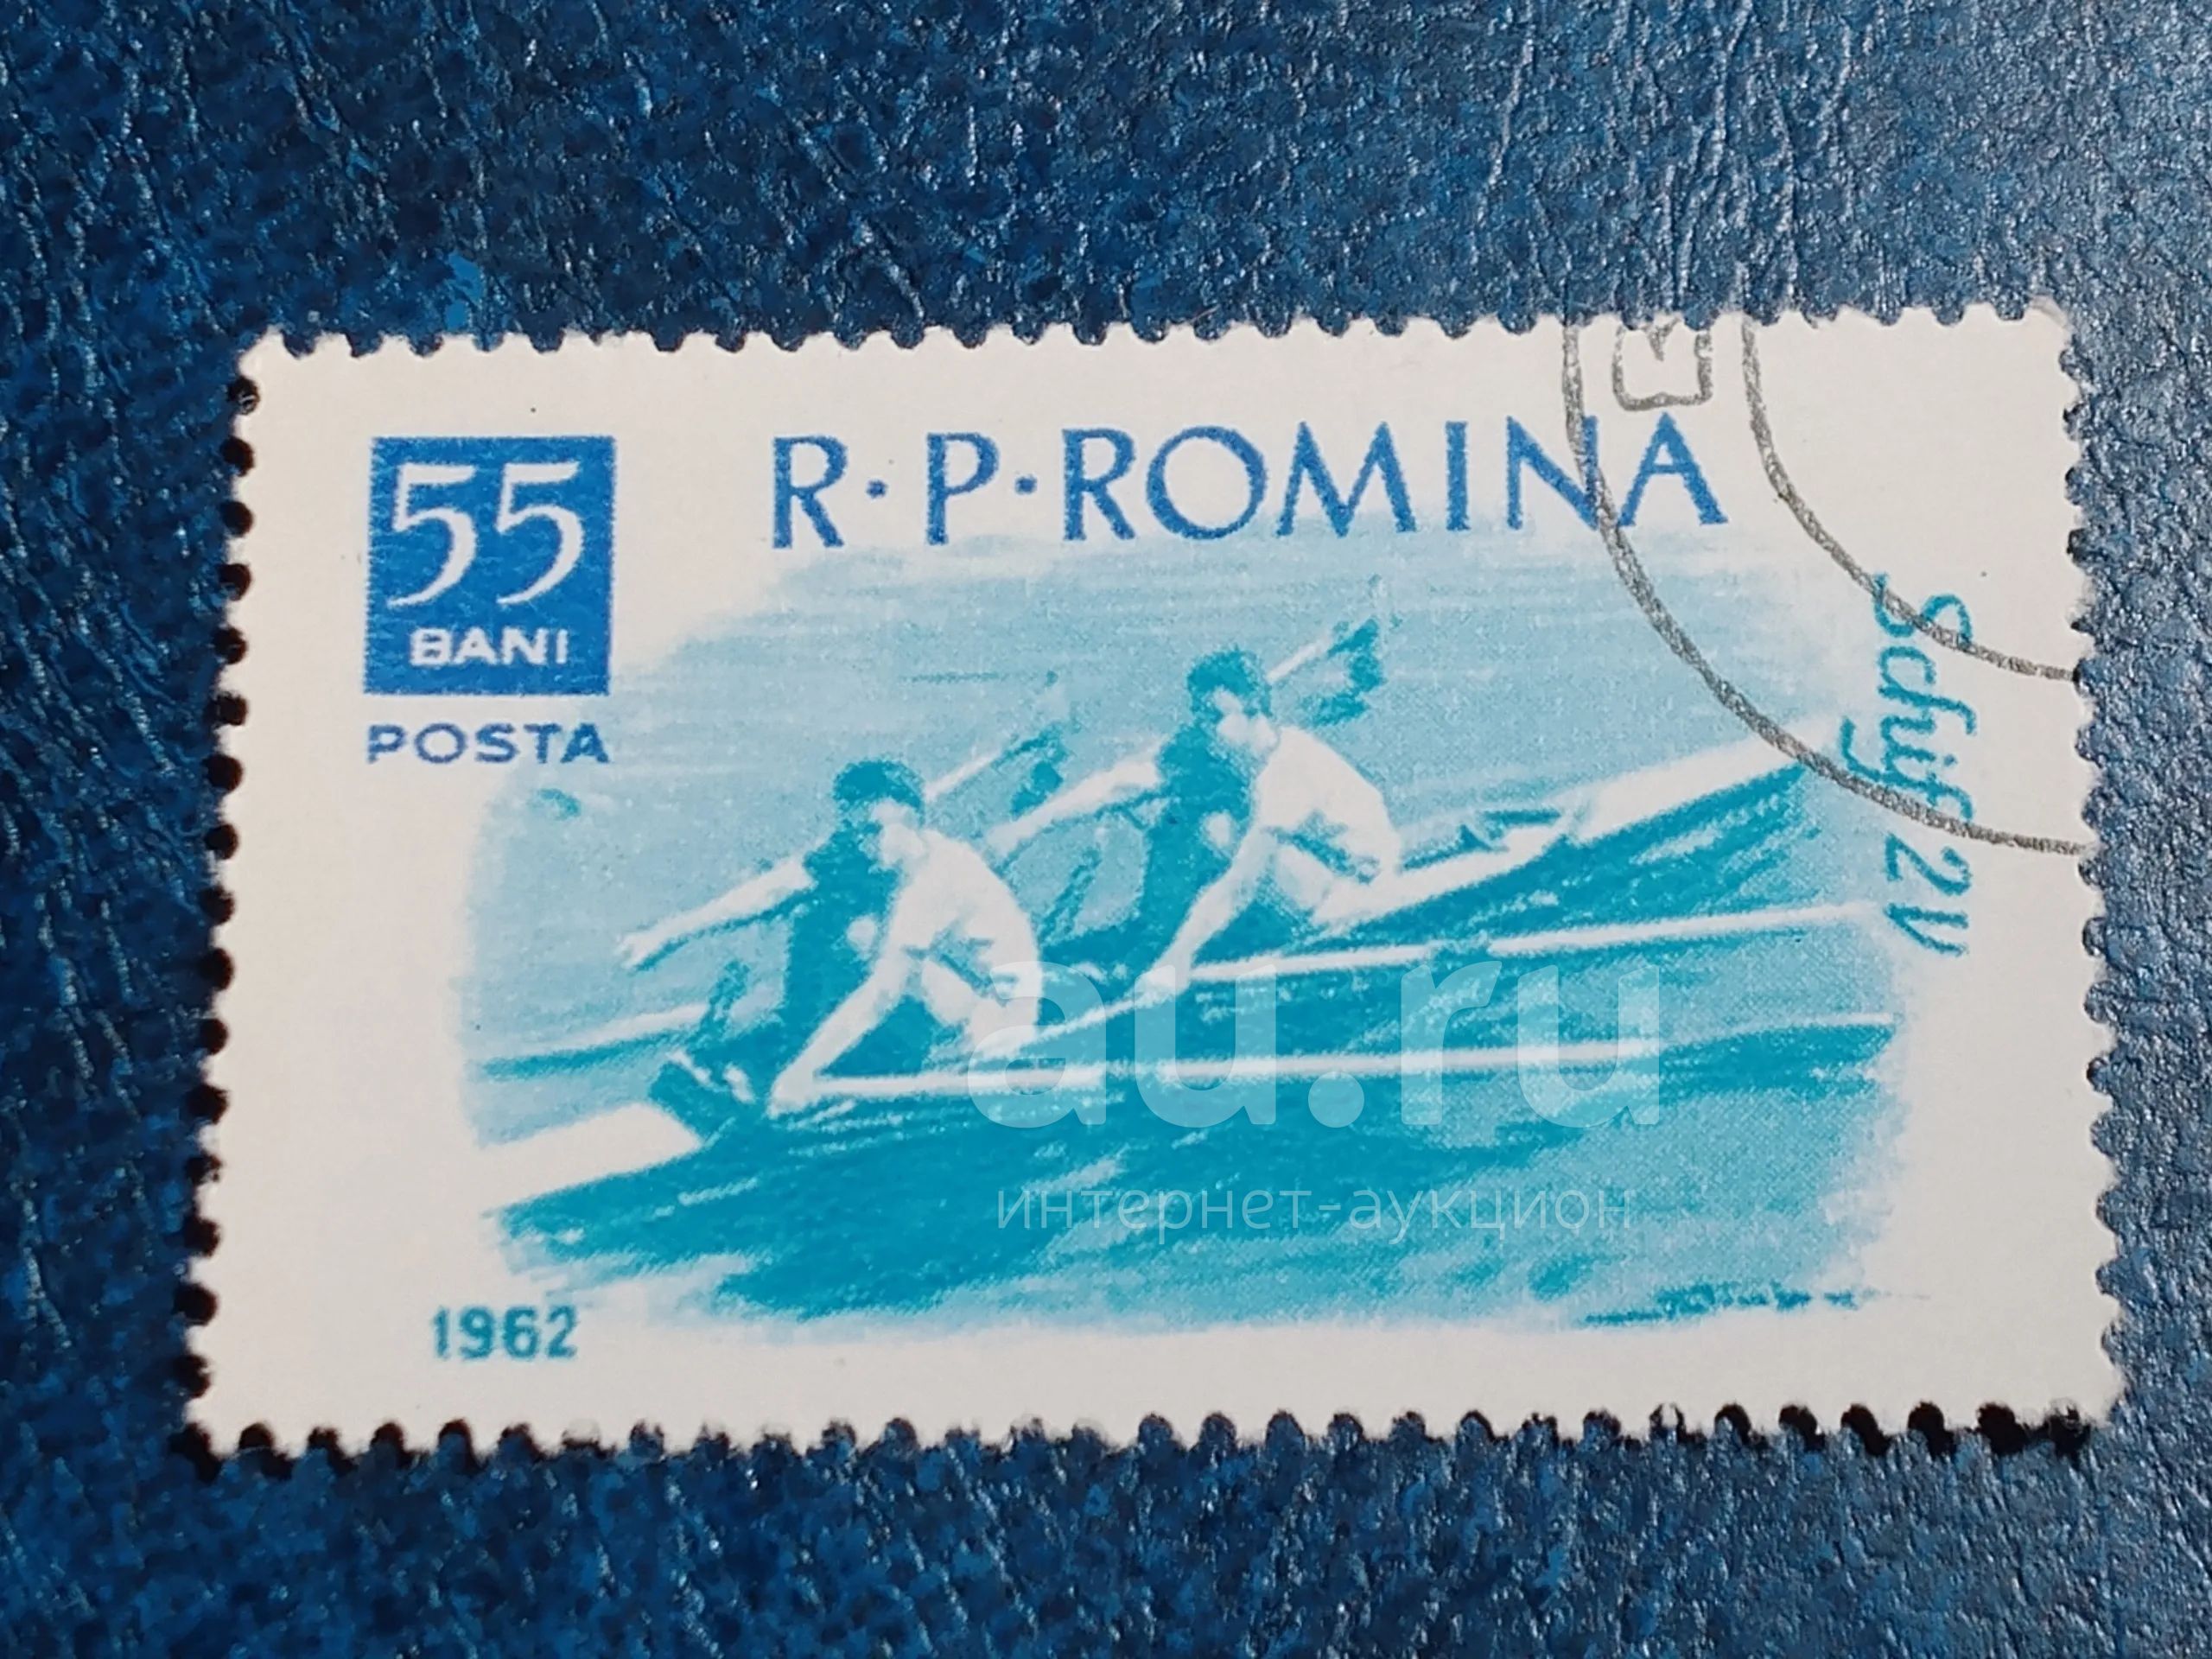 55
BANI
POSTA
R·P·ROMINA
Schif 2V
au.ru
интернет-аукцион
1962